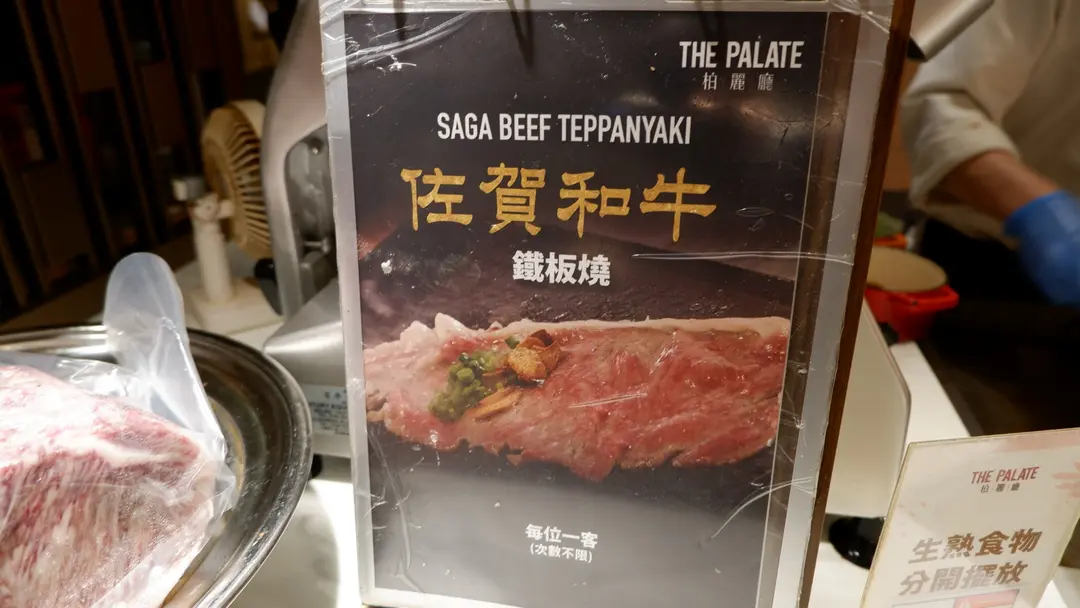 THE PALATE
柏麗廳
SAGA BEEF TEPPANYAKI
佐賀和牛
鐵板燒
每位一客
(次數不限)
THE PALATE
柏麗廳
生熟食物
分開擺放